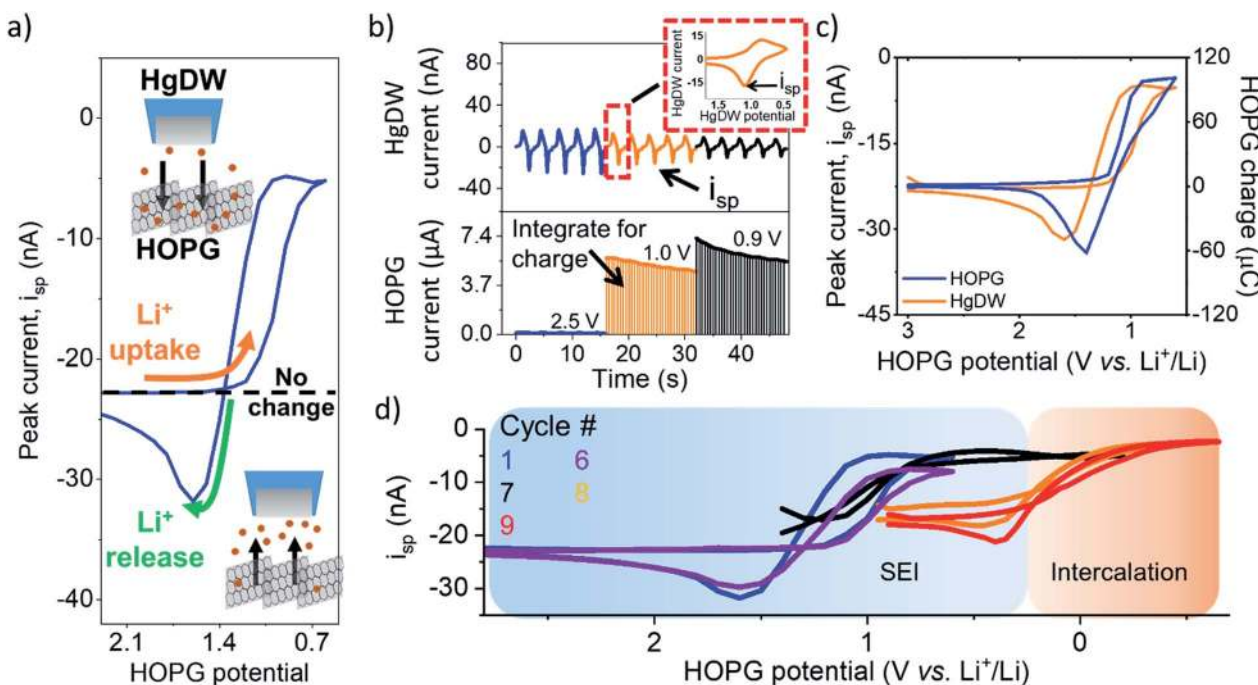 a)
HgDW
HOPG
Li⁺
uptake
No
change
Li⁺
release
0
-10
-20
-30
-40
Peak current, iₛₚ (nA)
2.1 1.4 0.7
HOPG potential
b)
80
40
0
-40
HgDW
current (nA)
15
0
-15
HgDW current
iₛₚ
1.5 1.0 0.5
HgDW potential
iₛₚ
7.4
3.7
0.0
HOPG
current (µA)
Integrate for
charge
2.5 V
1.0 V
0.9 V
0 20 40
Time (s)
c)
0
-15
-30
-45
Peak current, iₛₚ (nA)
120
60
0
-60
-120
HOPG charge
(µC)
HOPG
HgDW
3 2 1
HOPG potential (V vs. Li⁺/Li)
d)
0
-10
-20
-30
iₛₚ (nA)
Cycle #
1 6
7 8
9
SEI
Intercalation
2 1 0
HOPG potential (V vs. Li⁺/Li)